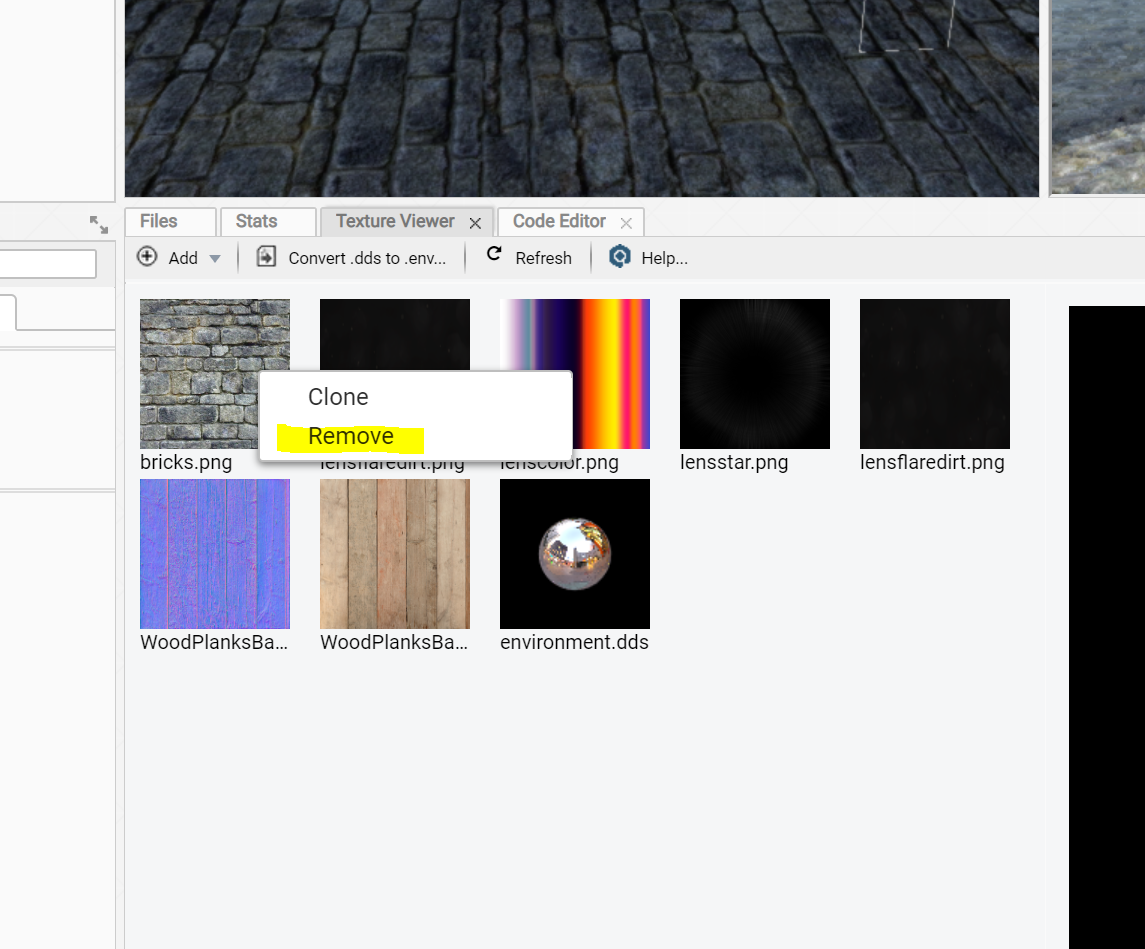 Files Stats Texture Viewer Code Editor
Add Convert .dds to .env... Refresh Help...
Clone
Remove
bricks.png lensflaredirt.png lenscolor.png lensstar.png lensflaredirt.png
WoodPlanksBa... WoodPlanksBa... environment.dds